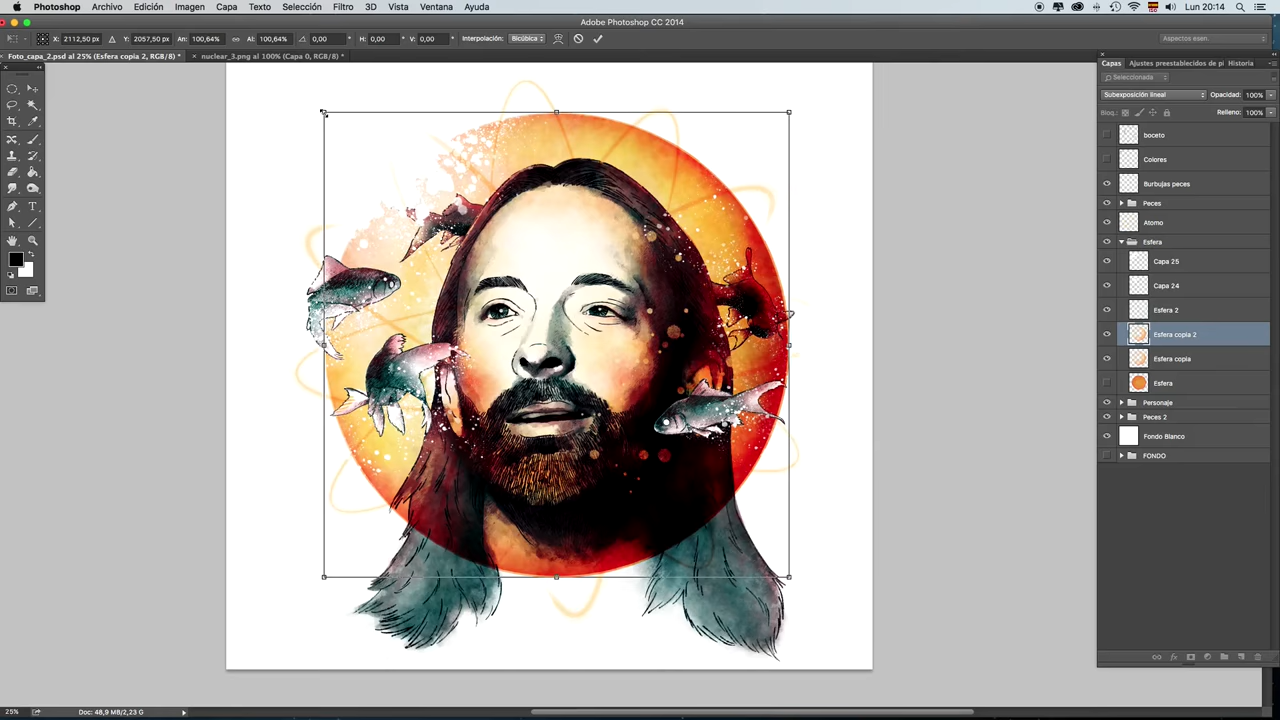 Photoshop Archivo Edición Imagen Capa Texto Selección Filtro 3D Vista Ventana Ayuda Lun 20:14
Adobe Photoshop CC 2014
X: 2112,50 px Y: 2057,50 px An: 100,64% Al: 100,64% 0,00 H: 0,00 V: 0,00 Interpolación: Bicúbica Aspectos esen.
Foto_capa_2.psd al 25% (Esfera copia 2, RGB/8) * × nuclear_3.png al 100% (Capa 0, RGB/8) *
Capas Ajustes preestablecidos de pi Historia
Seleccionada
Subexposición lineal Opacidad: 100%
Bloq.: Relleno: 100%
boceto
Colores
Burbujas peces
Peces
Atomo
Esfera
Capa 25
Capa 24
Esfera 2
Esfera copia 2
Esfera copia
Esfera
Personaje
Peces 2
Fondo Blanco
FONDO
25% Doc: 48,9 MB/2,23 G